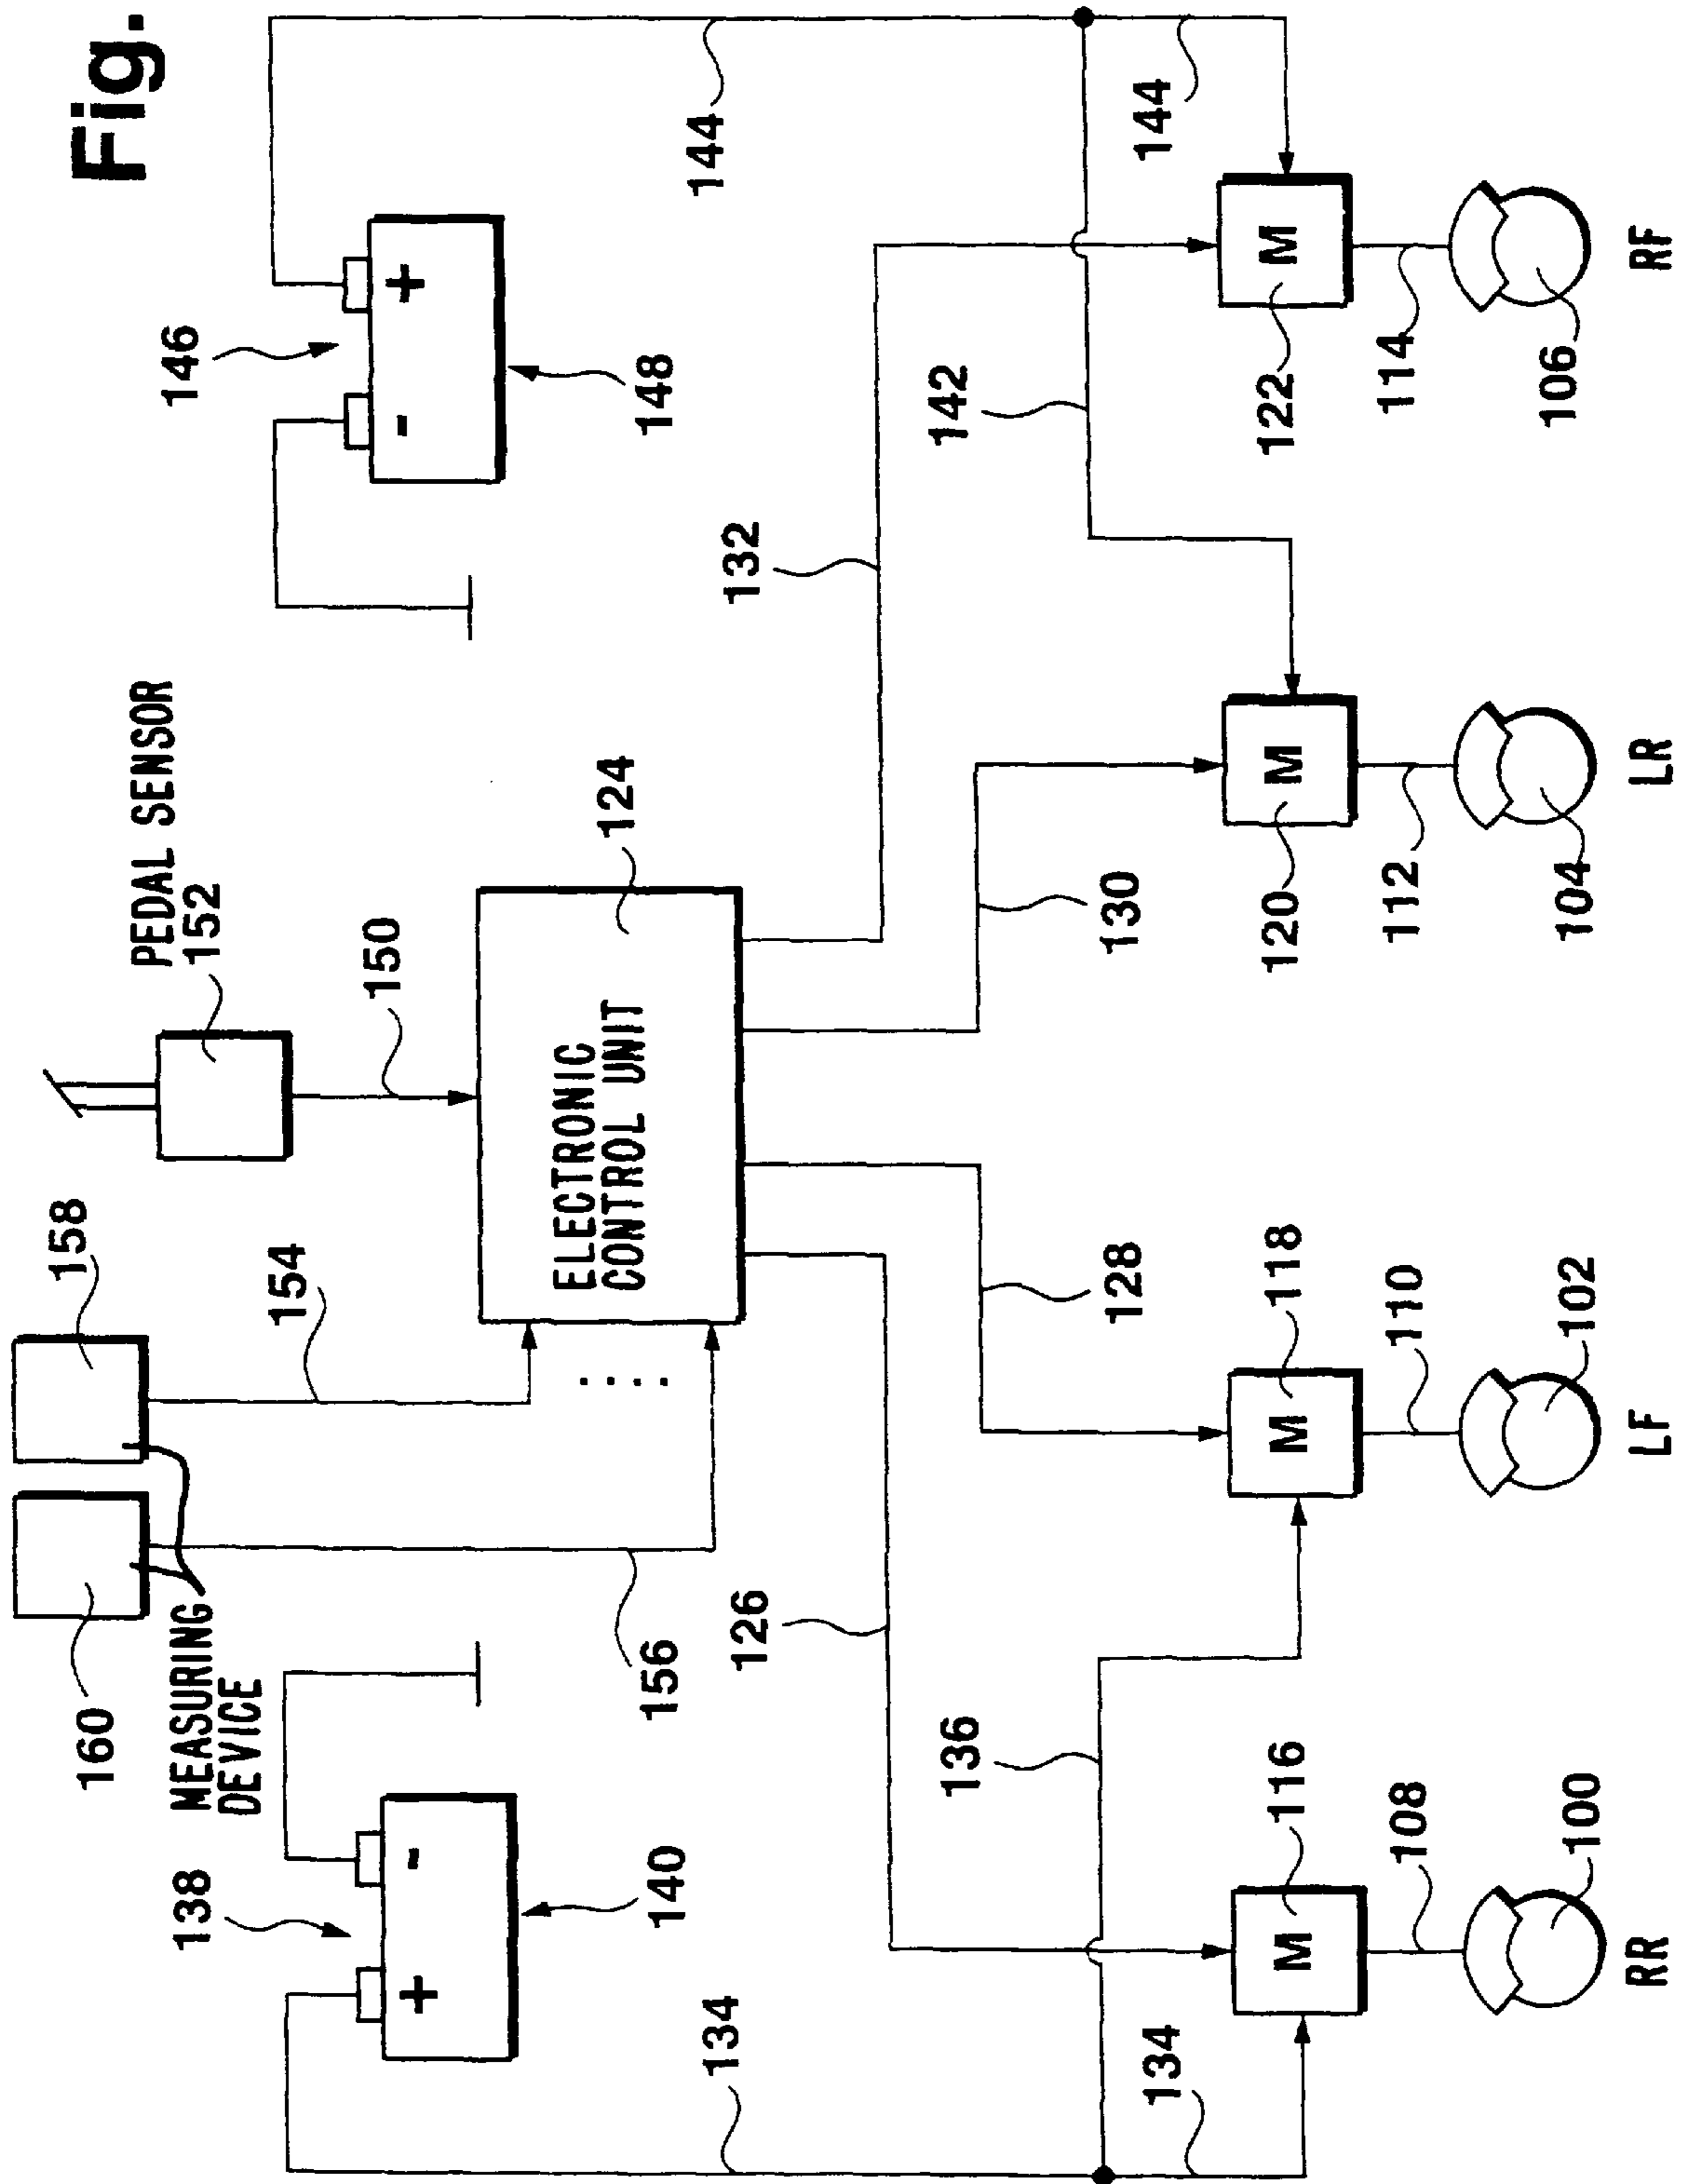 Fig.
160
158
MEASURING
DEVICE
PEDAL SENSOR
152
138
+
-
140
154
156
150
ELECTRONIC
CONTROL UNIT
124
146
-
+
148
134
126
132
144
136
128
130
142
134
144
M
116
M
118
M
120
M
122
108
110
112
114
100
102
104
106
RR
LF
LR
RF